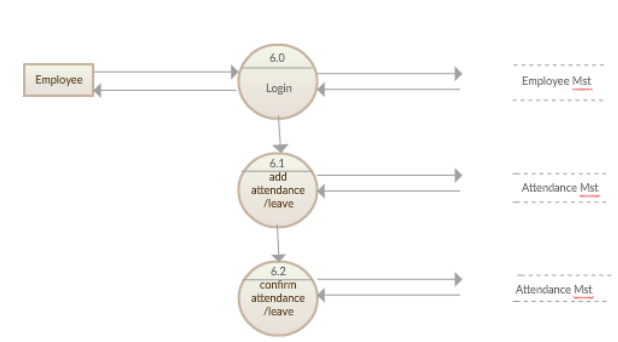 6.0
Employee
Login
Employee Mst
6.1
add
attendance
/leave
Attendance Mst
6.2
confirm
attendance
/leave
Attendance Mst